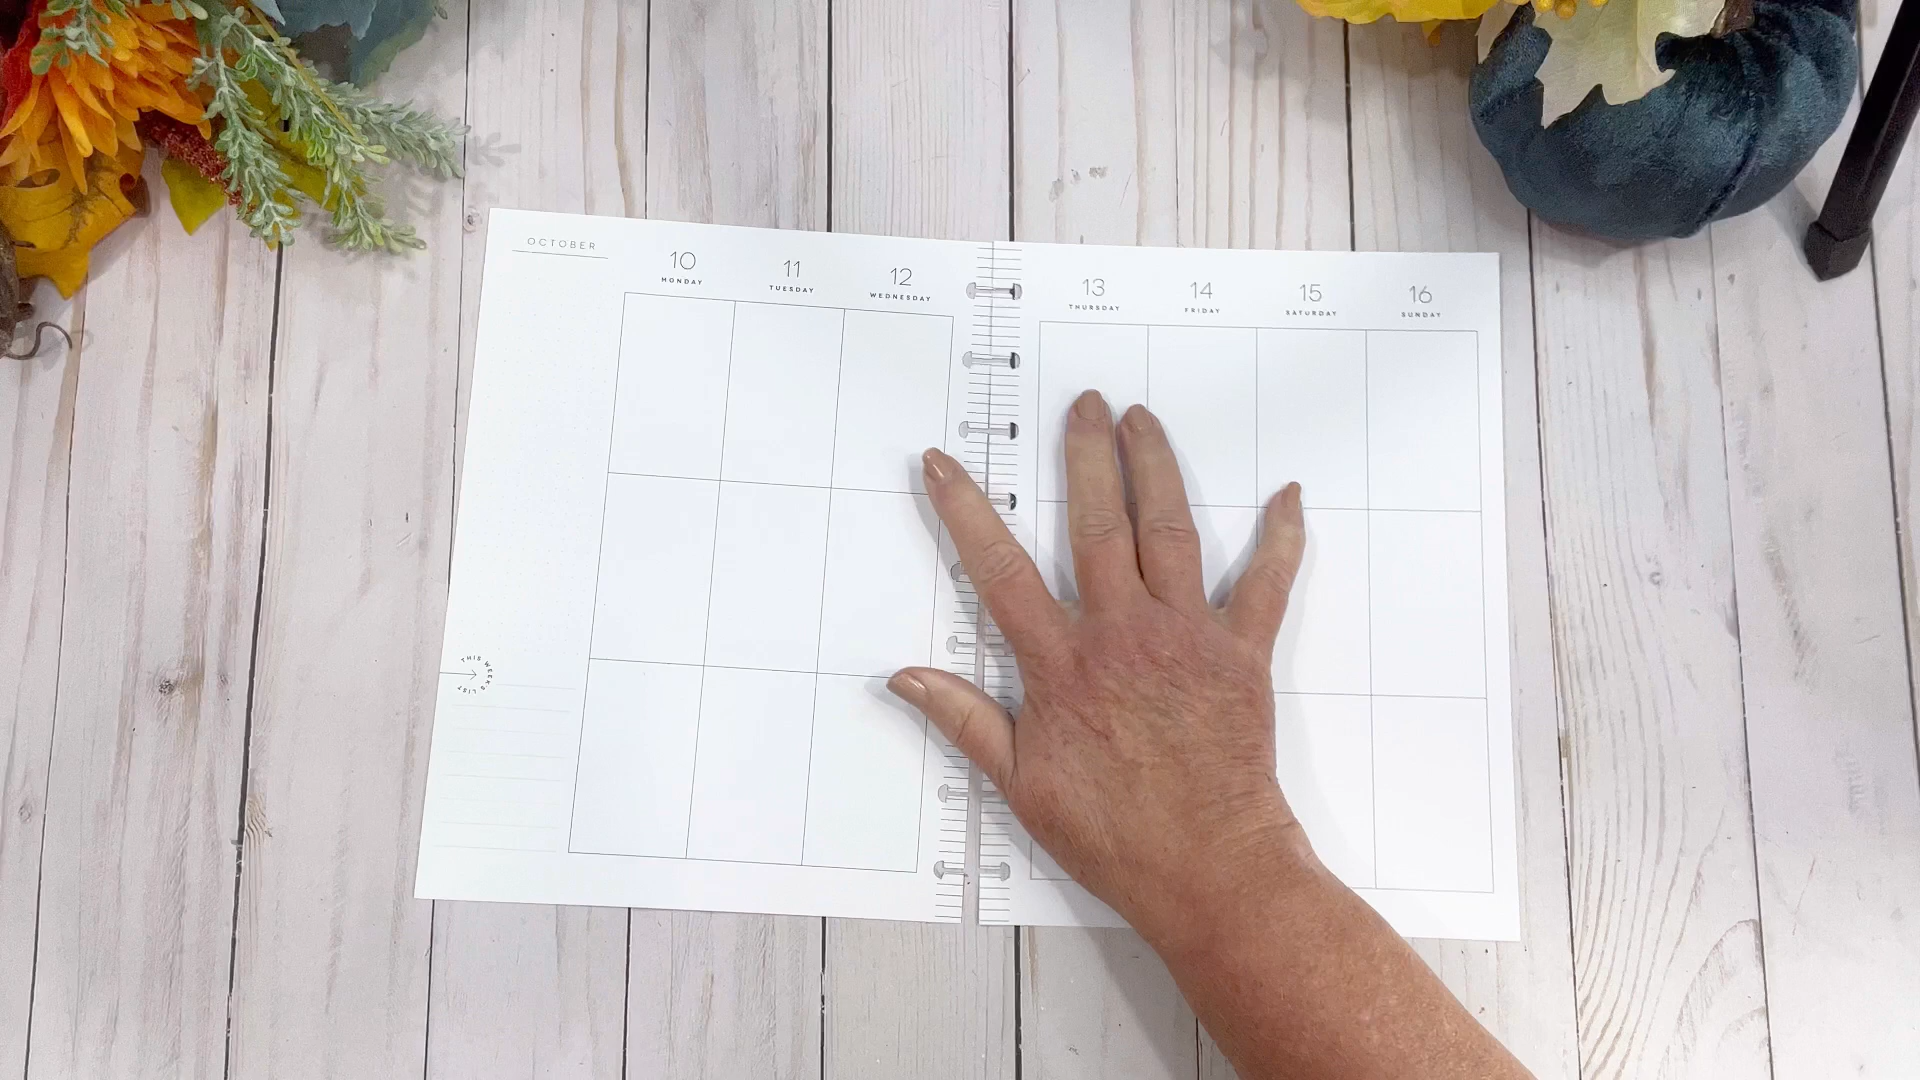 OCTOBER
10 11 12 13 14 15 16
MONDAY TUESDAY WEDNESDAY THURSDAY FRIDAY SATURDAY SUNDAY
THIS WEEK'S LIST